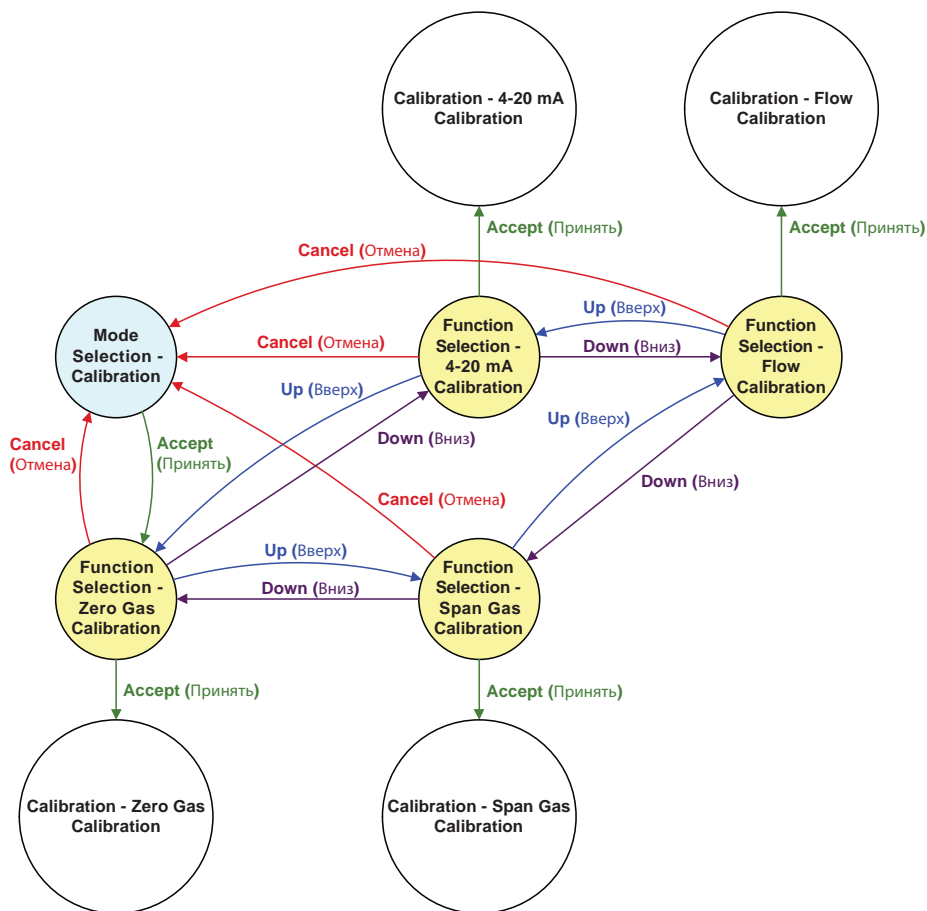 Calibration - 4-20 mA
Calibration
Calibration - Flow
Calibration
Accept (Принять)
Accept (Принять)
Cancel (Отмена)
Mode
Selection -
Calibration
Cancel (Отмена)
Function
Selection -
4-20 mA
Calibration
Up (Вверх)
Down (Вниз)
Function
Selection -
Flow
Calibration
Up (Вверх)
Down (Вниз)
Up (Вверх)
Cancel
(Отмена)
Accept
(Принять)
Cancel (Отмена)
Down (Вниз)
Function
Selection -
Zero Gas
Calibration
Up (Вверх)
Down (Вниз)
Function
Selection -
Span Gas
Calibration
Accept (Принять)
Accept (Принять)
Calibration - Zero Gas
Calibration
Calibration - Span Gas
Calibration